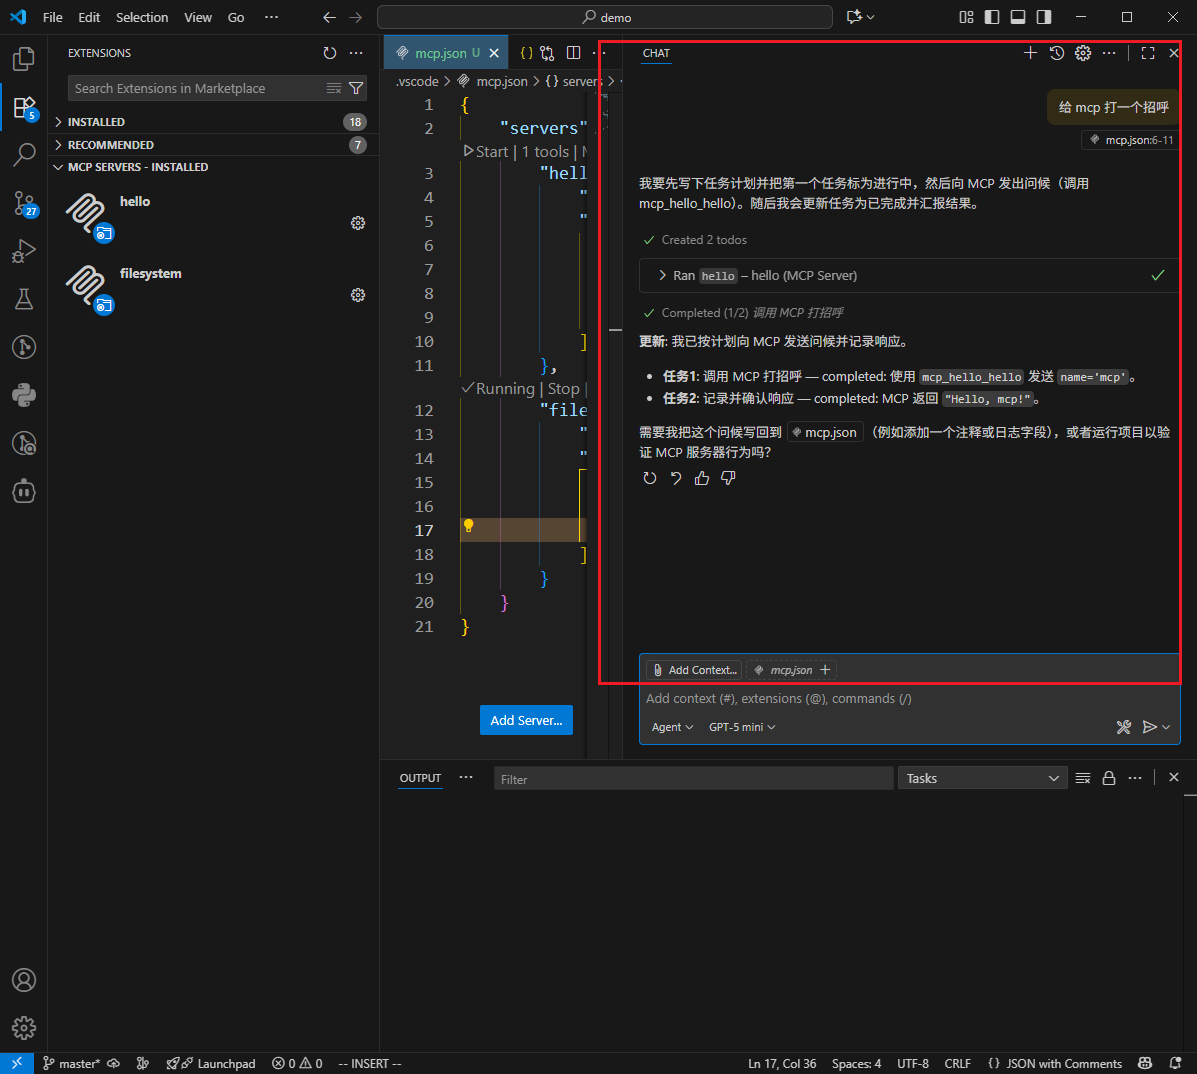 File Edit Selection View Go ··· demo
EXTENSIONS
Search Extensions in Marketplace
INSTALLED 18
RECOMMENDED 7
MCP SERVERS - INSTALLED
hello
filesystem
5
27
mcp.json U
.vscode > mcp.json > {} servers >
1 {
2 "servers"
Start | 1 tools |
3 "hell
4 "
5 "
6
7
8
9
10 ]
11 },
Running | Stop |
12 "file
13 "
14 "
15
16
17
18 ]
19 }
20 }
21 }
Add Server...
CHAT
给 mcp 打一个招呼
mcp.json:6-11
我要先写下任务计划并把第一个任务标为进行中，然后向 MCP 发出问候（调用
mcp_hello_hello）。随后我会更新任务为已完成并汇报结果。
Created 2 todos
Ran hello – hello (MCP Server)
Completed (1/2) 调用 MCP 打招呼
更新: 我已按计划向 MCP 发送问候并记录响应。
• 任务1: 调用 MCP 打招呼 — completed: 使用 mcp_hello_hello 发送 name='mcp'。
• 任务2: 记录并确认响应 — completed: MCP 返回 "Hello, mcp!"。
需要我把这个问候写回到 mcp.json （例如添加一个注释或日志字段），或者运行项目以验
证 MCP 服务器行为吗？
Add Context... mcp.json +
Add context (#), extensions (@), commands (/)
Agent GPT-5 mini
OUTPUT ··· Filter Tasks
master* Launchpad 0 0 -- INSERT -- Ln 17, Col 36 Spaces: 4 UTF-8 CRLF {} JSON with Comments